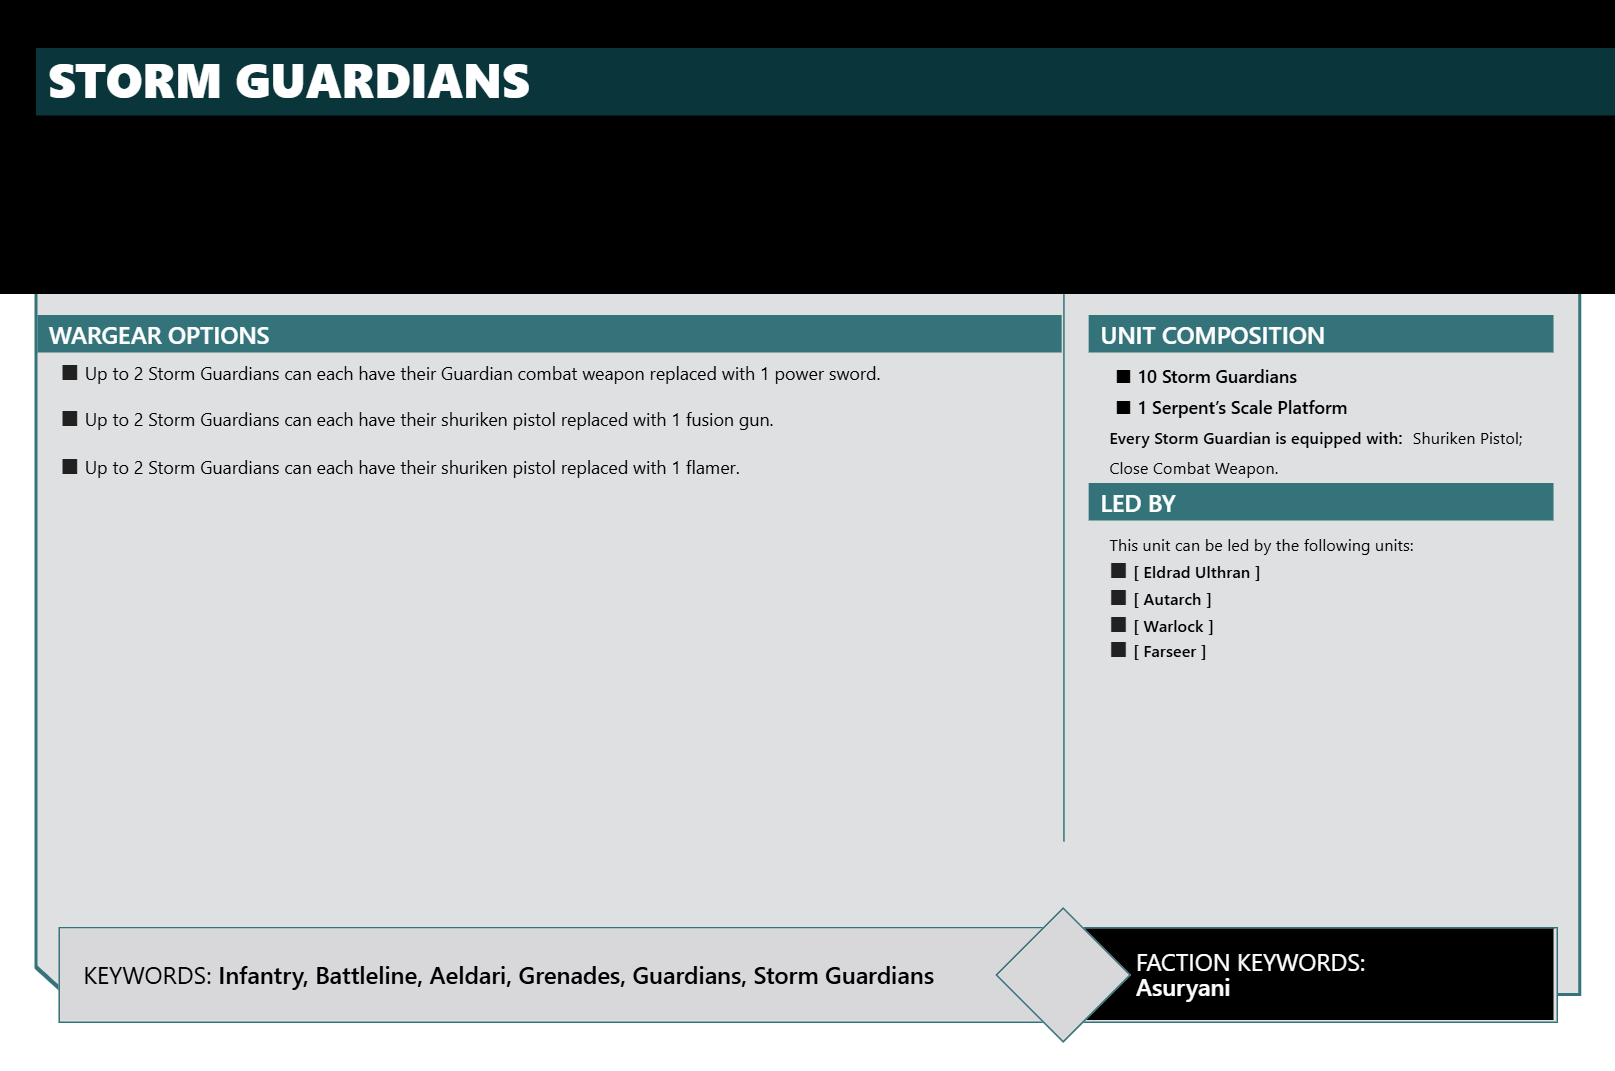 STORM GUARDIANS
WARGEAR OPTIONS
■ Up to 2 Storm Guardians can each have their Guardian combat weapon replaced with 1 power sword.
■ Up to 2 Storm Guardians can each have their shuriken pistol replaced with 1 fusion gun.
■ Up to 2 Storm Guardians can each have their shuriken pistol replaced with 1 flamer.
UNIT COMPOSITION
■ 10 Storm Guardians
■ 1 Serpent’s Scale Platform
Every Storm Guardian is equipped with: Shuriken Pistol;
Close Combat Weapon.
LED BY
This unit can be led by the following units:
■ [ Eldrad Ulthran ]
■ [ Autarch ]
■ [ Warlock ]
■ [ Farseer ]
KEYWORDS: Infantry, Battleline, Aeldari, Grenades, Guardians, Storm Guardians
FACTION KEYWORDS:
Asuryani